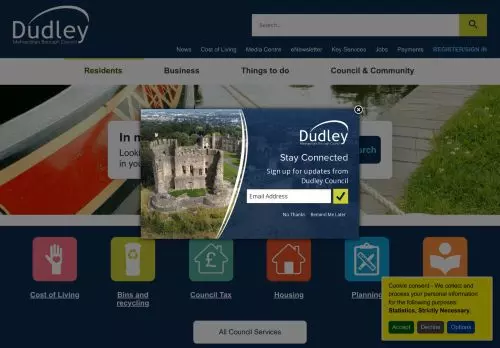 Dudley
Metropolitan Borough Council
Search...
News Cost of Living Media Centre eNewsletter Key Services Jobs Payments REGISTER/SIGN IN
Residents Business Things to do Council & Community
In n
Looki
in you
earch
Dudley
Metropolitan Borough Council
Stay Connected
Sign up for updates from
Dudley Council
Email Address
No Thanks Remind Me Later
Cost of Living
Bins and
recycling
Council Tax
Housing
Planning
All Council Services
Cookie consent - We collect and
process your personal information
for the following purposes:
Statistics, Strictly Necessary.
Accept Decline Options